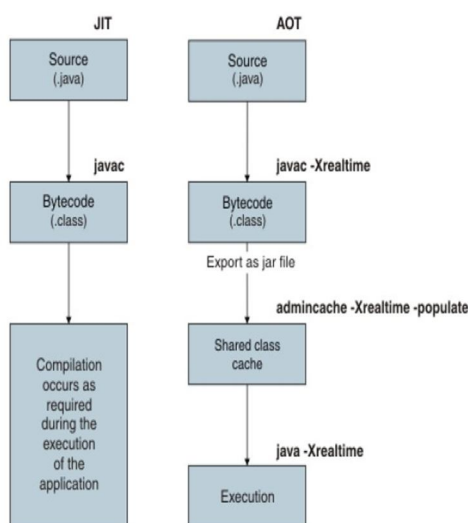 JIT
Source
(.java)
javac
Bytecode
(.class)
Compilation
occurs as
required
during the
execution
of the
application
AOT
Source
(.java)
javac -Xrealtime
Bytecode
(.class)
Export as jar file
admincache -Xrealtime -populate
Shared class
cache
java -Xrealtime
Execution